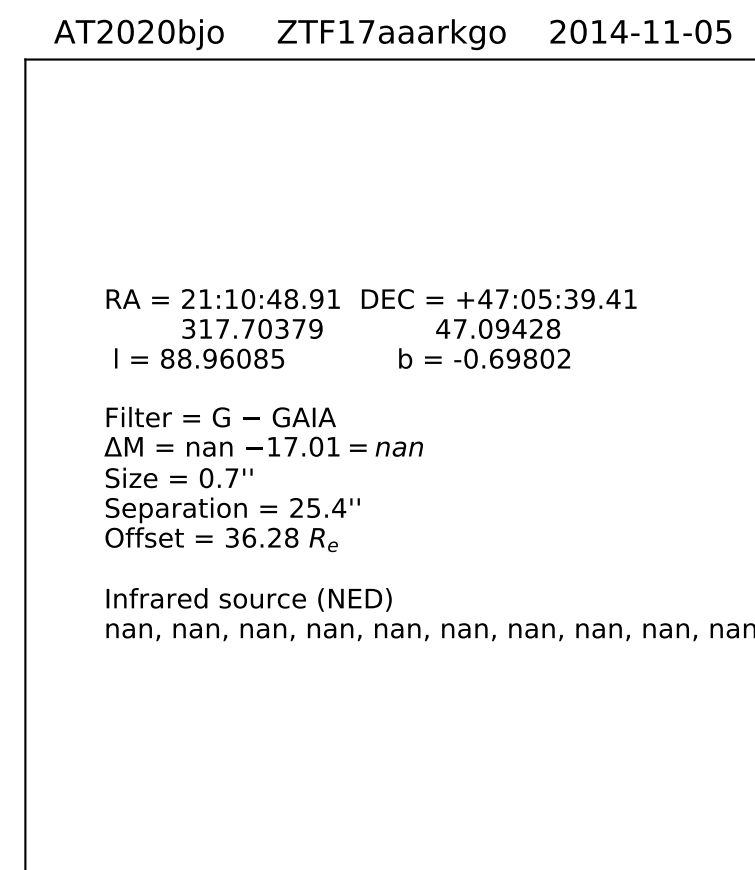 AT2020bjo ZTF17aaarkgo 2014-11-05
RA = 21:10:48.91 DEC = +47:05:39.41
317.70379 47.09428
l = 88.96085 b = -0.69802
Filter = G − GAIA
ΔM = nan −17.01 = nan
Size = 0.7''
Separation = 25.4''
Offset = 36.28 Re
Infrared source (NED)
nan, nan, nan, nan, nan, nan, nan, nan, nan, nan